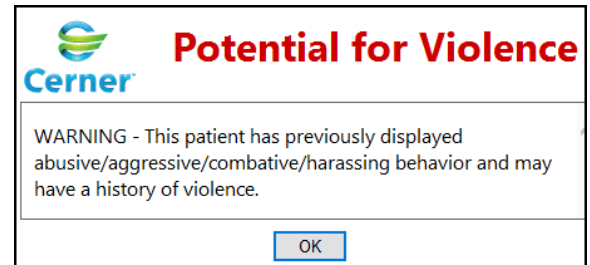 Cerner
Potential for Violence
WARNING - This patient has previously displayed
abusive/aggressive/combative/harassing behavior and may
have a history of violence.
OK